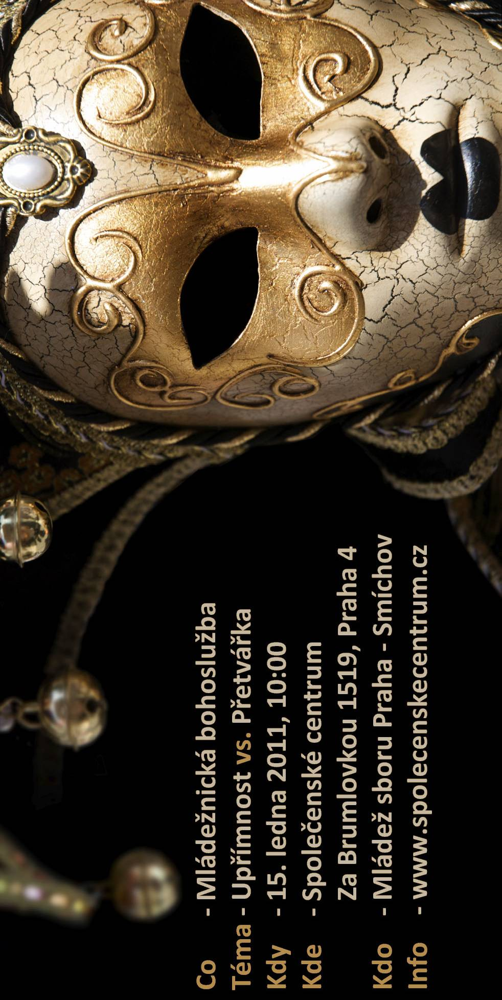 Co - Mládežnická bohoslužba
Téma - Upřímnost vs. Přetvářka
Kdy - 15. ledna 2011, 10:00
Kde - Společenské centrum
Za Brumlovkou 1519, Praha 4
Kdo - Mládež sboru Praha - Smíchov
Info - www.spolecenskecentrum.cz